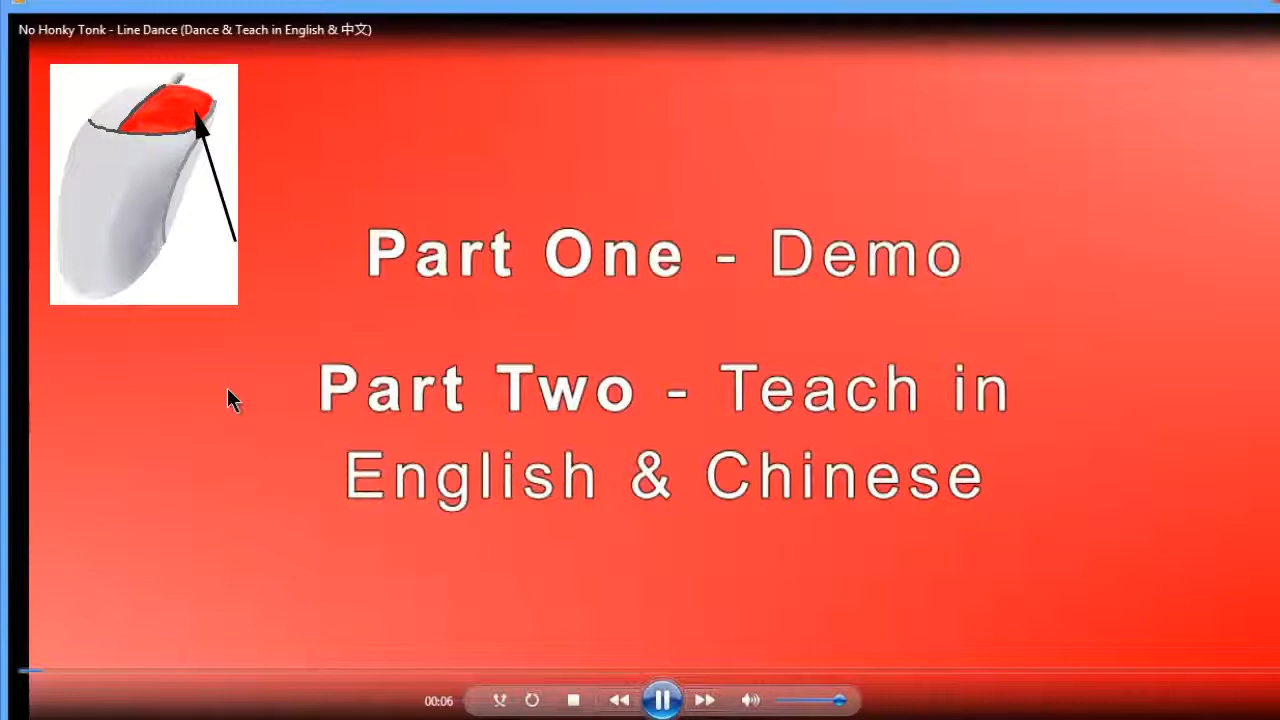 No Honky Tonk - Line Dance (Dance & Teach in English & 中文)
Part One - Demo
Part Two - Teach in
English & Chinese
00:06